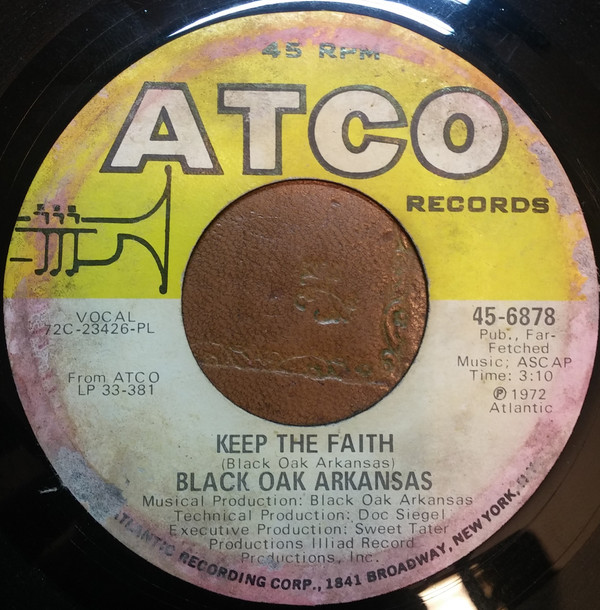 45 RPM
ATCO
RECORDS
VOCAL
72C-23426-PL
From ATCO
LP 33-381
45-6878
Pub., Far-
Fetched
Music; ASCAP
Time: 3:10
℗ 1972
Atlantic
KEEP THE FAITH
(Black Oak Arkansas)
BLACK OAK ARKANSAS
Musical Production: Black Oak Arkansas
Technical Production: Doc Siegel
Executive Production: Sweet Tater
Productions Illiad Record
Productions, Inc.
ATLANTIC RECORDING CORP., 1841 BROADWAY, NEW YORK, N.Y.